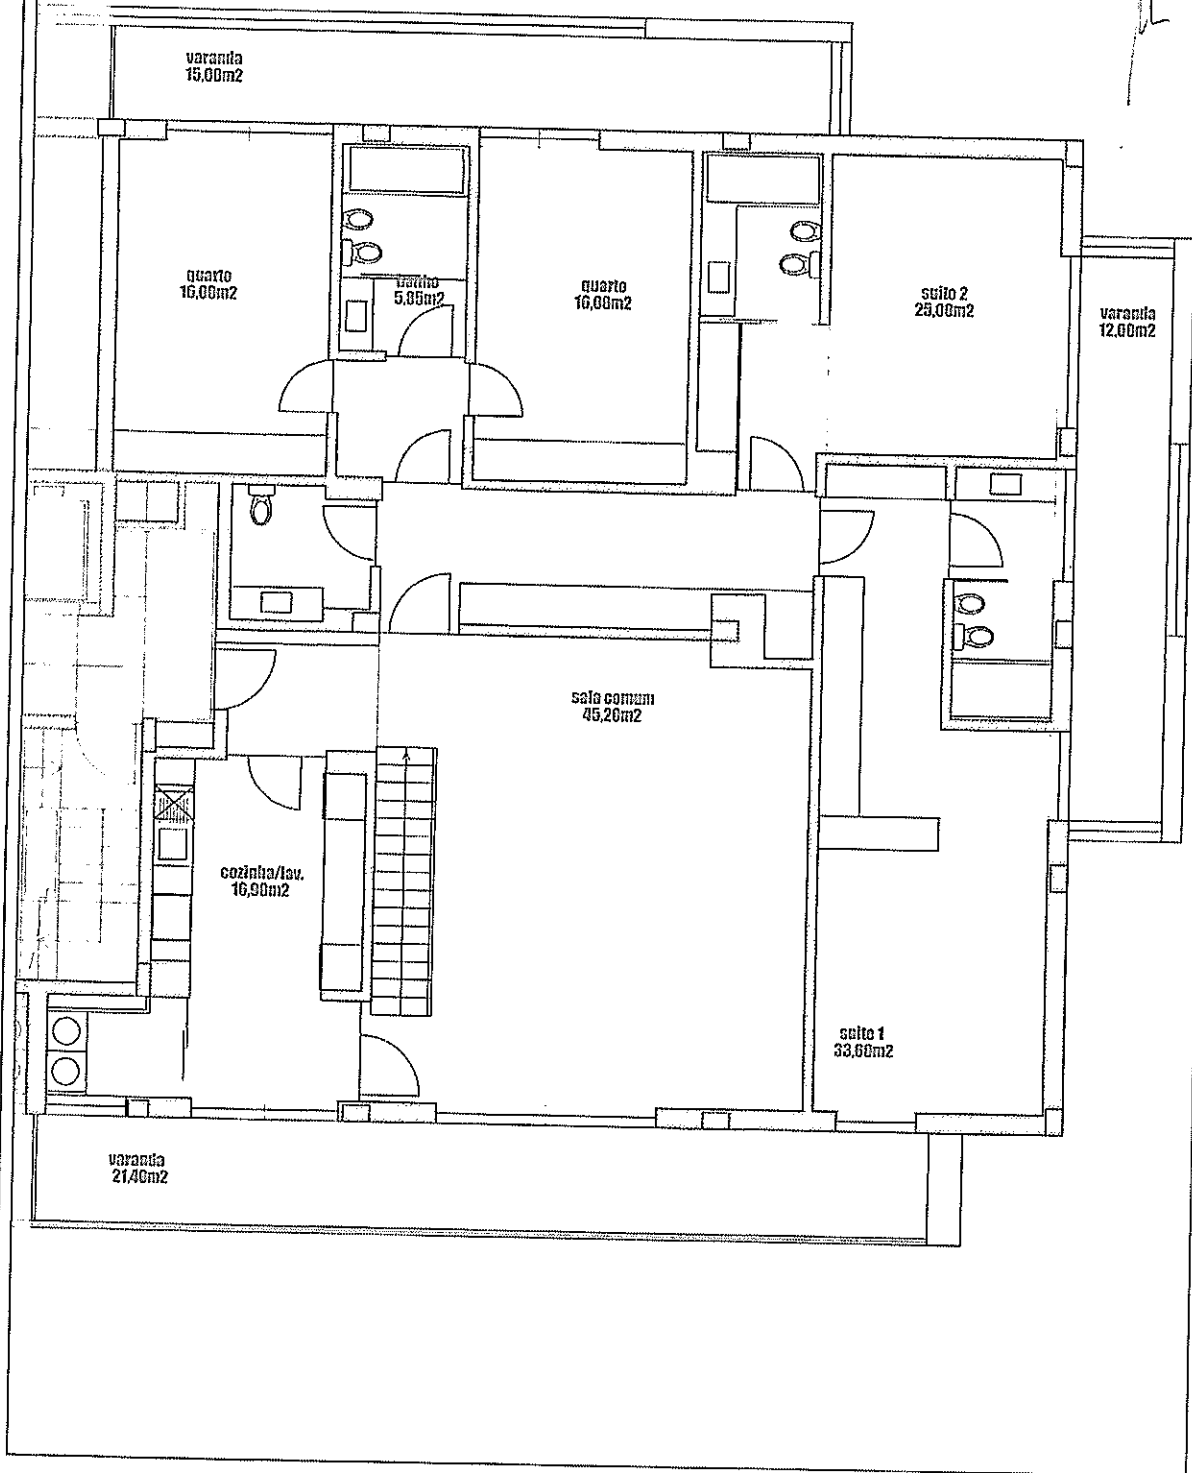 varanda
15,00m2
quarto
16,00m2
banho
5,85m2
quarto
16,00m2
suite 2
25,00m2
varanda
12,00m2
sala comum
45,20m2
cozinha/lav.
16,90m2
suite 1
33,60m2
varanda
21,40m2